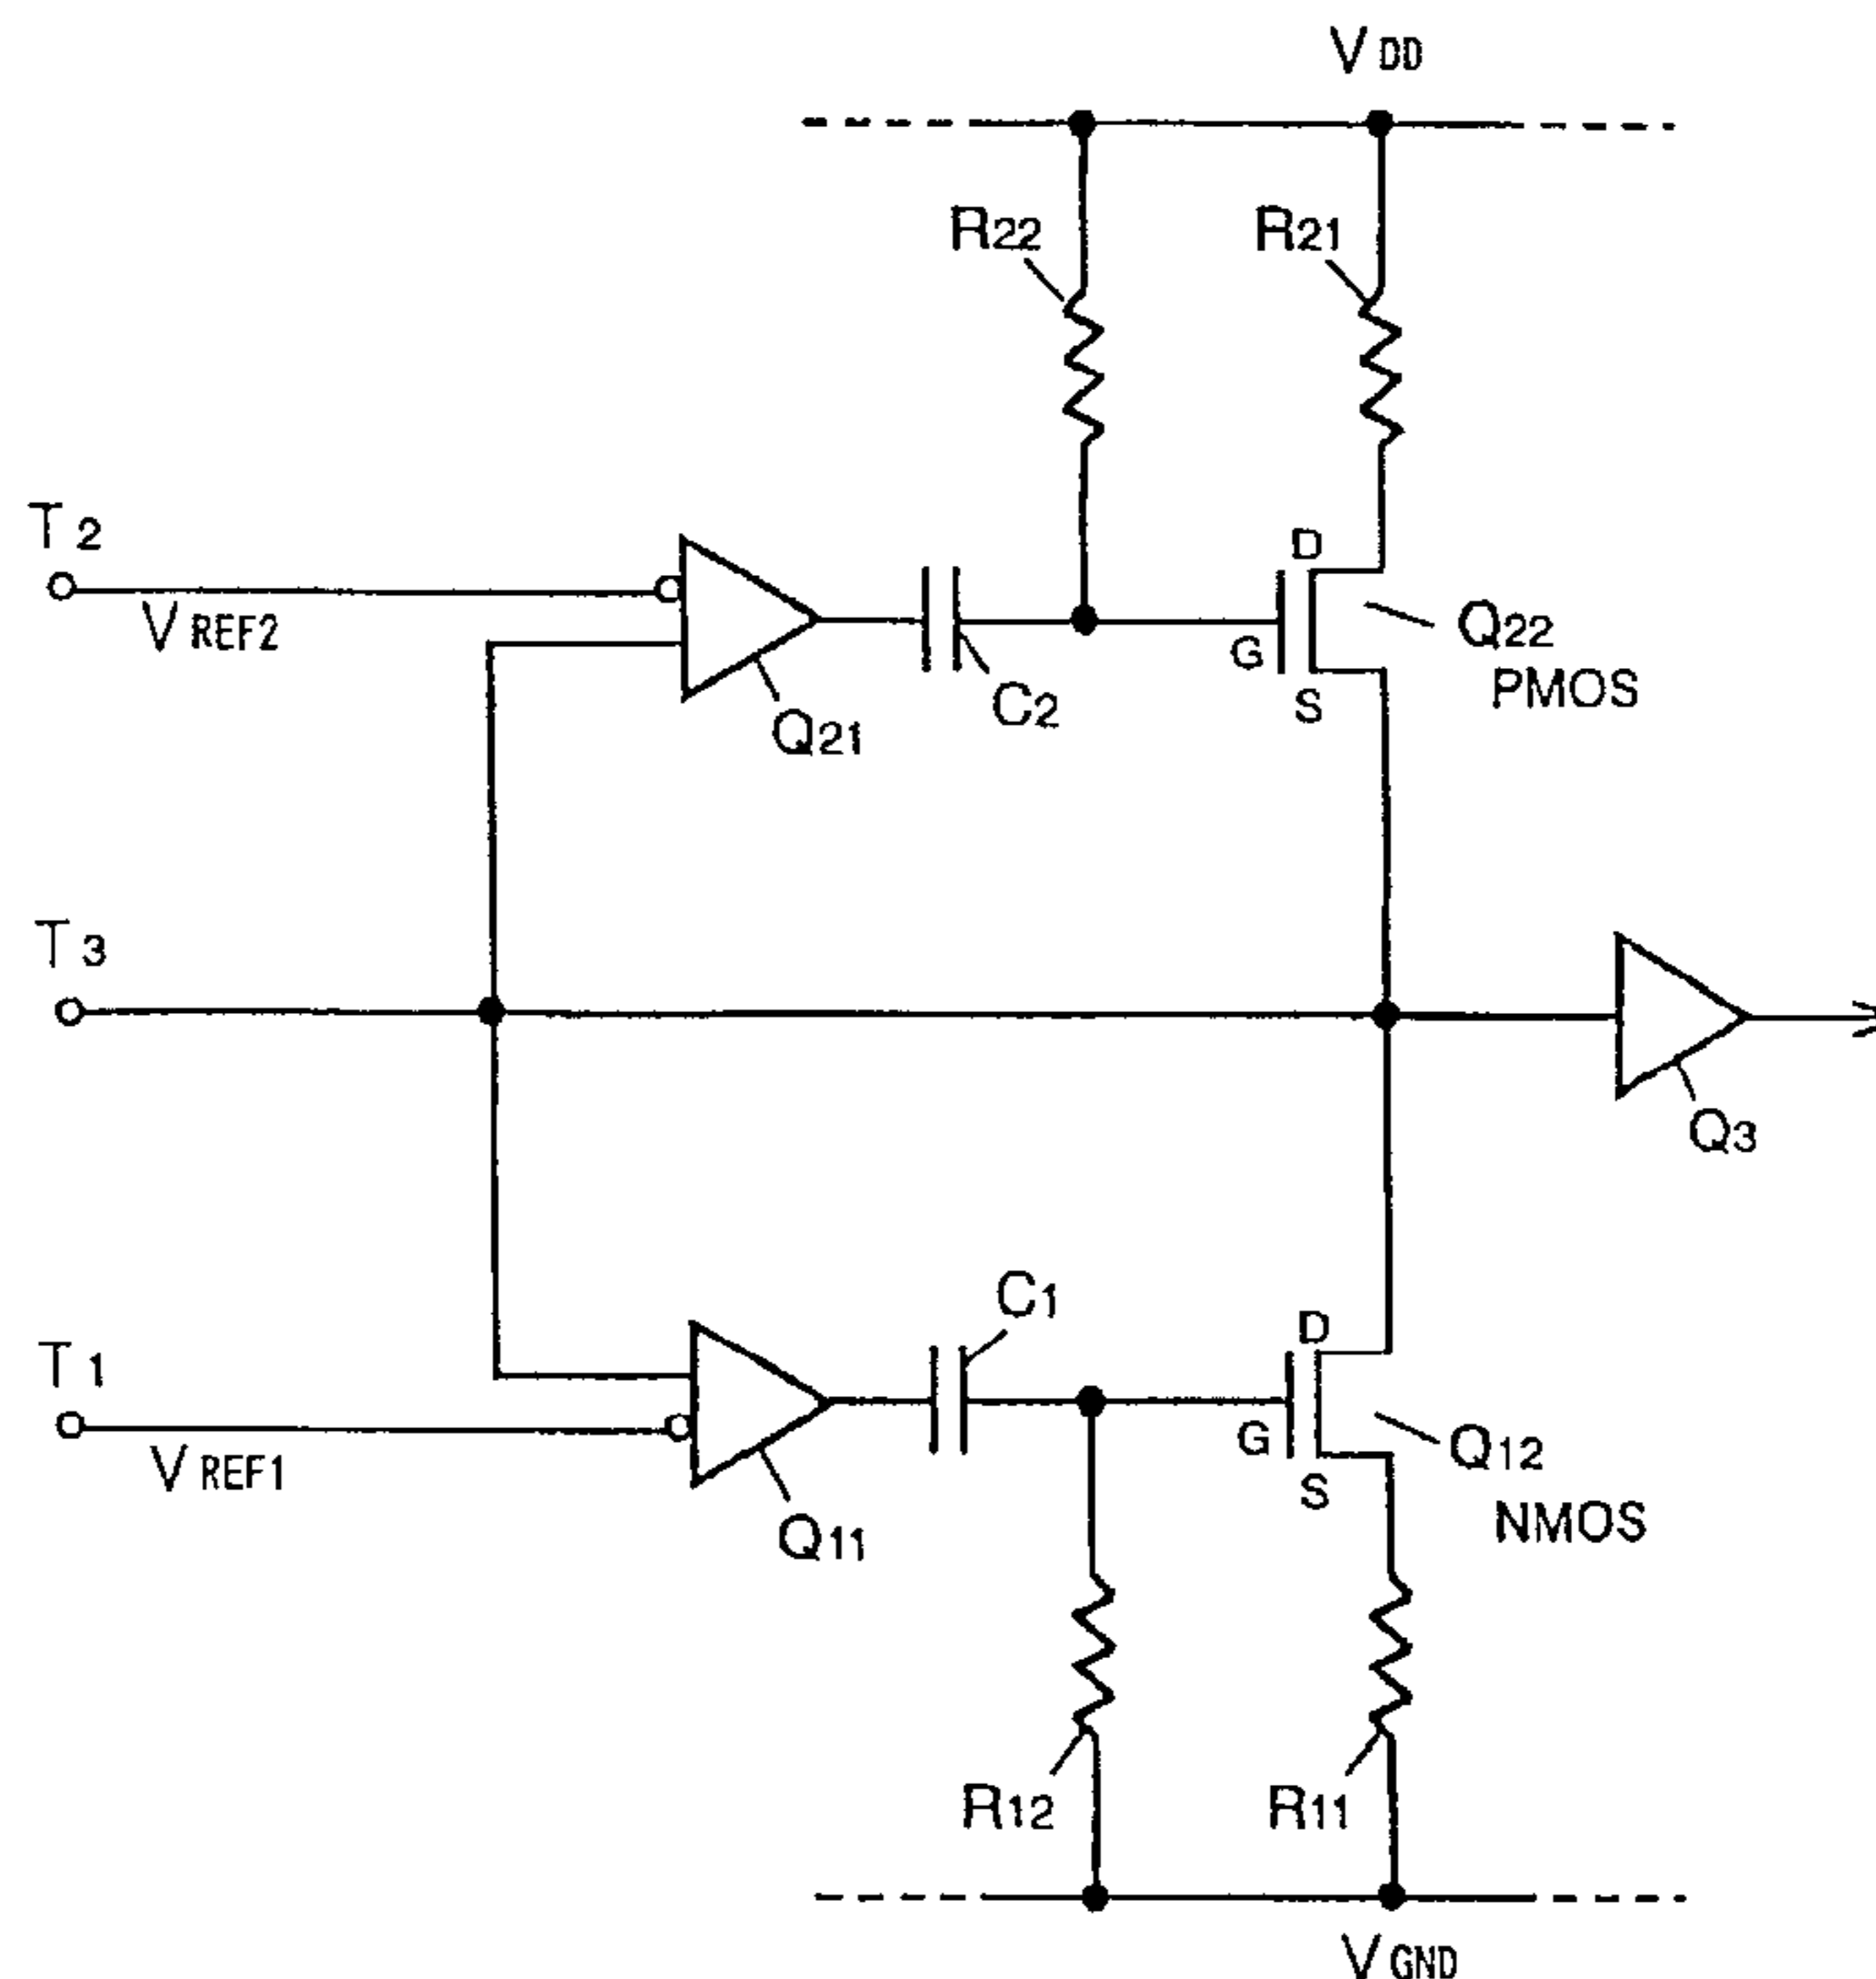 VDD
R22
R21
T2
VREF2
Q21
C2
D
G
S
Q22
PMOS
T3
Q3
T1
VREF1
Q11
C1
D
G
S
Q12
NMOS
R12
R11
VGND